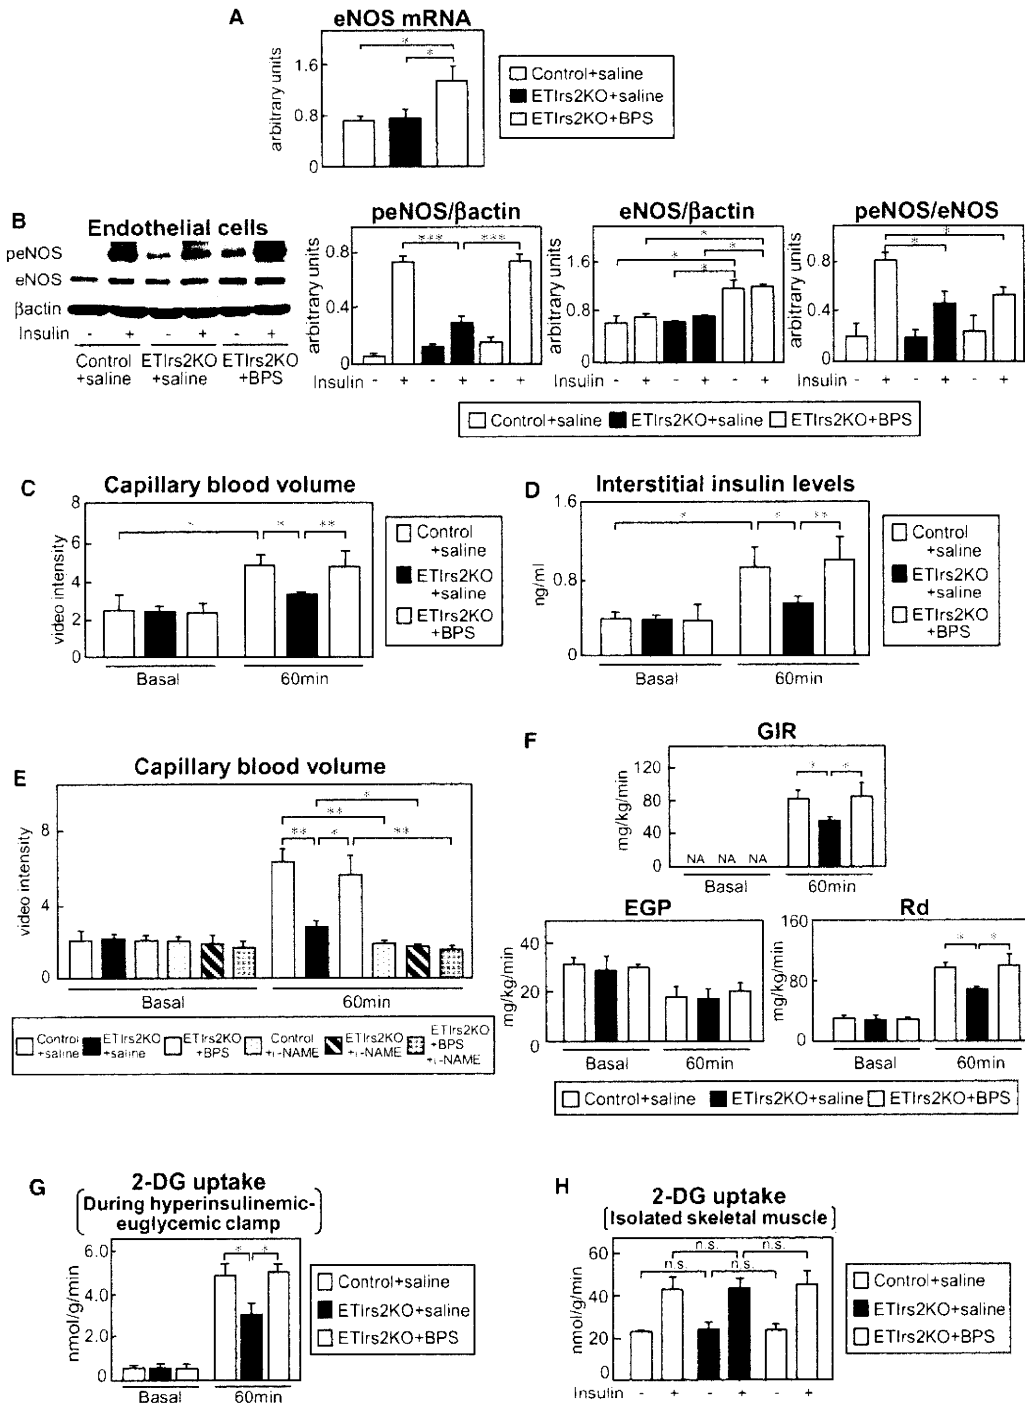 A
eNOS mRNA
arbitrary units
1.6
0.8
0
*
*
Control+saline
ETIrs2KO+saline
ETIrs2KO+BPS
B
Endothelial cells
peNOS
eNOS
βactin
Insulin - + - + - +
Control +saline
ETIrs2KO +saline
ETIrs2KO +BPS
peNOS/βactin
arbitrary units
0.8
0.4
0
*** ***
Insulin - + - + - +
eNOS/βactin
arbitrary units
1.6
0.8
0
*
*
*
*
Insulin - + - + - +
peNOS/eNOS
arbitrary units
0.8
0.4
0
*
*
Insulin - + - + - +
Control+saline ETIrs2KO+saline ETIrs2KO+BPS
C
Capillary blood volume
video intensity
8
6
4
2
0
* * **
Basal 60min
Control +saline
ETIrs2KO +saline
ETIrs2KO +BPS
D
Interstitial insulin levels
ng/ml
1.6
0.8
0
* * **
Basal 60min
Control +saline
ETIrs2KO +saline
ETIrs2KO +BPS
E
Capillary blood volume
video intensity
8
4
0
*
**
** * **
Basal 60min
Control +saline
ETIrs2KO +saline
ETIrs2KO +BPS
Control +L-NAME
ETIrs2KO +L-NAME
ETIrs2KO +BPS +L-NAME
F
GIR
mg/kg/min
120
80
40
0
NA NA NA
* *
Basal 60min
EGP
mg/kg/min
40
20
0
Basal 60min
Rd
mg/kg/min
160
80
0
* *
Basal 60min
Control+saline ETIrs2KO+saline ETIrs2KO+BPS
G
2-DG uptake
[During hyperinsulinemic-
euglycemic clamp]
nmol/g/min
6.0
4.0
2.0
0
* *
Basal 60min
Control+saline
ETIrs2KO+saline
ETIrs2KO+BPS
H
2-DG uptake
[Isolated skeletal muscle]
nmol/g/min
60
40
20
0
n.s. n.s.
n.s. n.s.
Insulin - + - + - +
Control+saline
ETIrs2KO+saline
ETIrs2KO+BPS